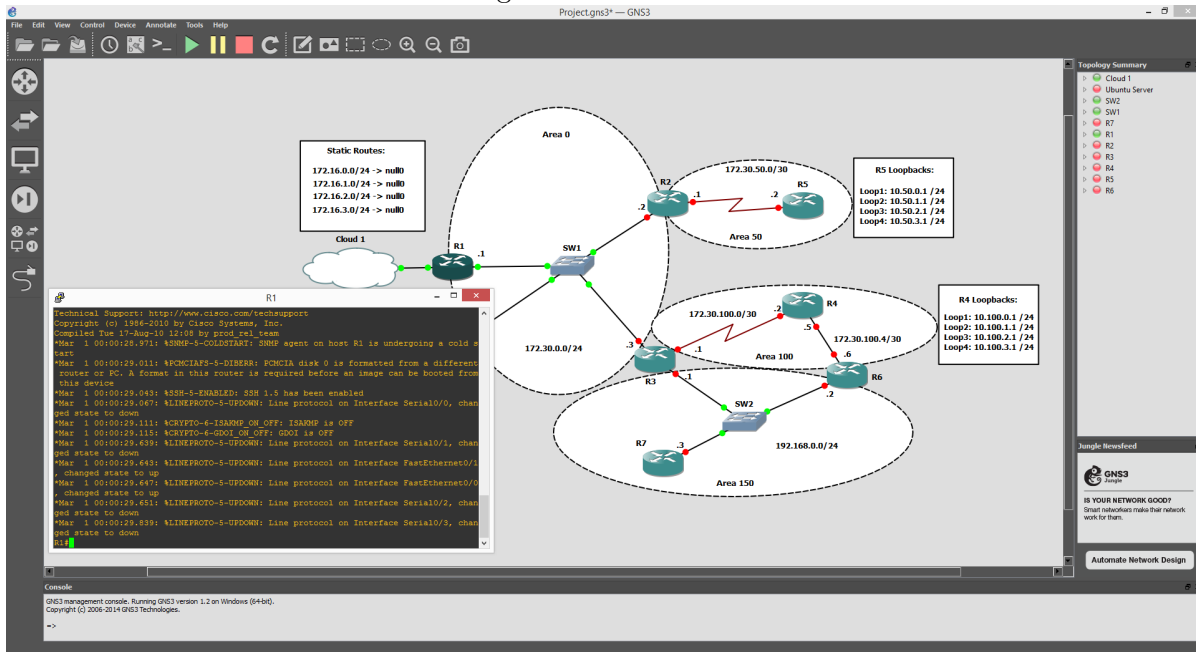 Project.gns3* — GNS3
File Edit View Control Device Annotate Tools Help
Topology Summary
Cloud 1
Ubuntu Server
SW2
SW1
R7
R1
R2
R3
R4
R5
R6
Area 0
Static Routes:
172.16.0.0/24 -> null0
172.16.1.0/24 -> null0
172.16.2.0/24 -> null0
172.16.3.0/24 -> null0
172.30.50.0/30
R2
.1
.2
R5
.2
Area 50
R5 Loopbacks:
Loop1: 10.50.0.1 /24
Loop2: 10.50.1.1 /24
Loop3: 10.50.2.1 /24
Loop4: 10.50.3.1 /24
Cloud 1
R1
.1
SW1
172.30.0.0/24
.3
R3
.1
.1
172.30.100.0/30
.2
R4
.5
172.30.100.4/30
Area 100
.6
R6
.2
R4 Loopbacks:
Loop1: 10.100.0.1 /24
Loop2: 10.100.1.1 /24
Loop3: 10.100.2.1 /24
Loop4: 10.100.3.1 /24
SW2
R7
.3
192.168.0.0/24
Area 150
R1
Technical Support: http://www.cisco.com/techsupport
Copyright (c) 1986-2010 by Cisco Systems, Inc.
Compiled Tue 17-Aug-10 12:08 by prod_rel_team
*Mar 1 00:00:28.971: %SNMP-5-COLDSTART: SNMP agent on host R1 is undergoing a cold s
tart
*Mar 1 00:00:29.011: %PCMCIAFS-5-DIBERR: PCMCIA disk 0 is formatted from a different
router or PC. A format in this router is required before an image can be booted from
this device
*Mar 1 00:00:29.043: %SSH-5-ENABLED: SSH 1.5 has been enabled
*Mar 1 00:00:29.067: %LINEPROTO-5-UPDOWN: Line protocol on Interface Serial0/0, chan
ged state to down
*Mar 1 00:00:29.111: %CRYPTO-6-ISAKMP_ON_OFF: ISAKMP is OFF
*Mar 1 00:00:29.115: %CRYPTO-6-GDOI_ON_OFF: GDOI is OFF
*Mar 1 00:00:29.639: %LINEPROTO-5-UPDOWN: Line protocol on Interface Serial0/1, chan
ged state to down
*Mar 1 00:00:29.643: %LINEPROTO-5-UPDOWN: Line protocol on Interface FastEthernet0/1
, changed state to up
*Mar 1 00:00:29.647: %LINEPROTO-5-UPDOWN: Line protocol on Interface FastEthernet0/0
, changed state to up
*Mar 1 00:00:29.651: %LINEPROTO-5-UPDOWN: Line protocol on Interface Serial0/2, chan
ged state to down
*Mar 1 00:00:29.839: %LINEPROTO-5-UPDOWN: Line protocol on Interface Serial0/3, chan
ged state to down
R1#
Jungle Newsfeed
GNS3
Jungle
IS YOUR NETWORK GOOD?
Smart networkers make their network
work for them.
Automate Network Design
Console
GNS3 management console. Running GNS3 version 1.2 on Windows (64-bit).
Copyright (c) 2006-2014 GNS3 Technologies.
=>